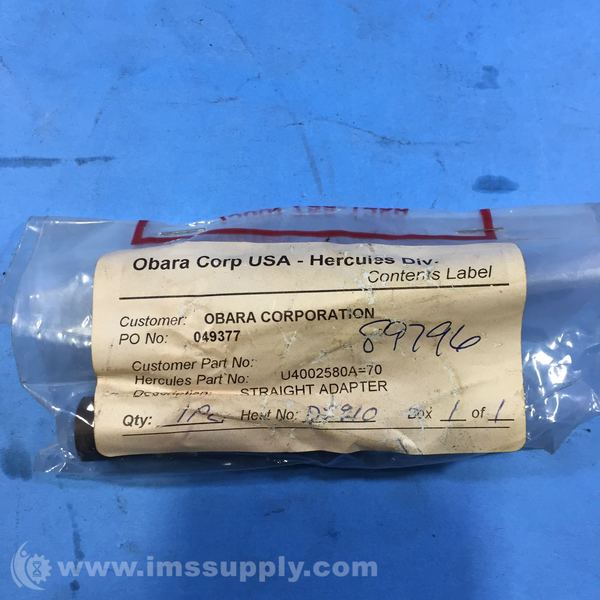 Obara Corp USA - Hercules Div.
Contents Label
Customer: OBARA CORPORATION
PO No: 049377
89796
Customer Part No:
Hercules Part No: U4002580A=70
Description: STRAIGHT ADAPTER
Qty: 1Pc Heat No: Box 1 of 1
www.imssupply.com